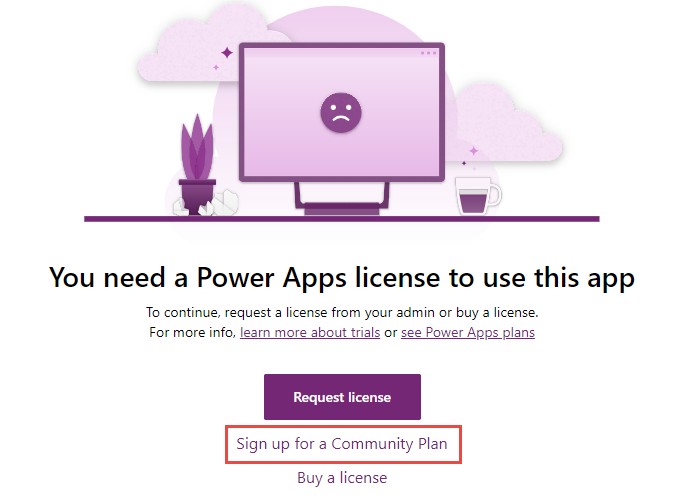 You need a Power Apps license to use this app
To continue, request a license from your admin or buy a license.
For more info, learn more about trials or see Power Apps plans
Request license
Sign up for a Community Plan
Buy a license